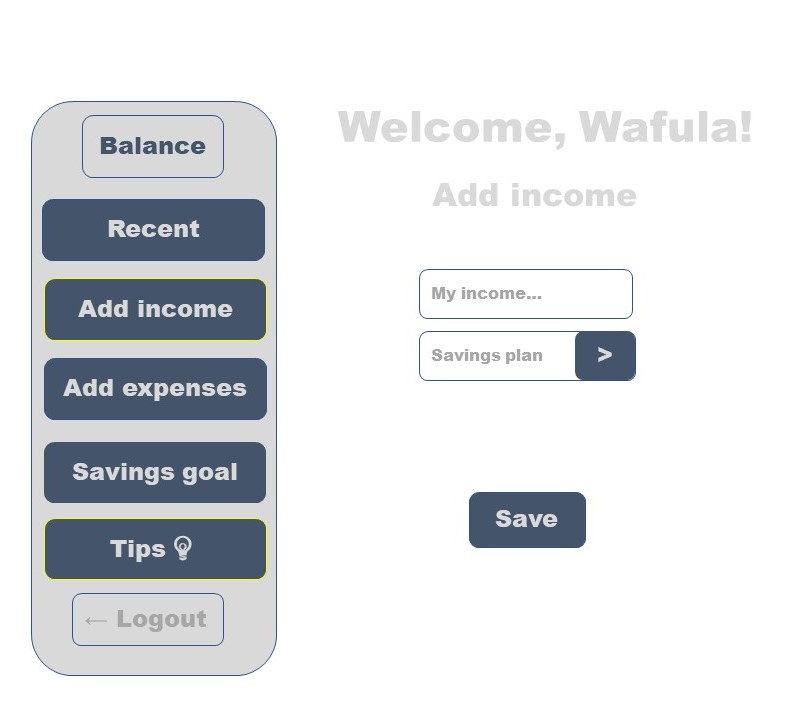 Balance
Recent
Add income
Add expenses
Savings goal
Tips
← Logout
Welcome, Wafula!
Add income
My income...
Savings plan >
Save